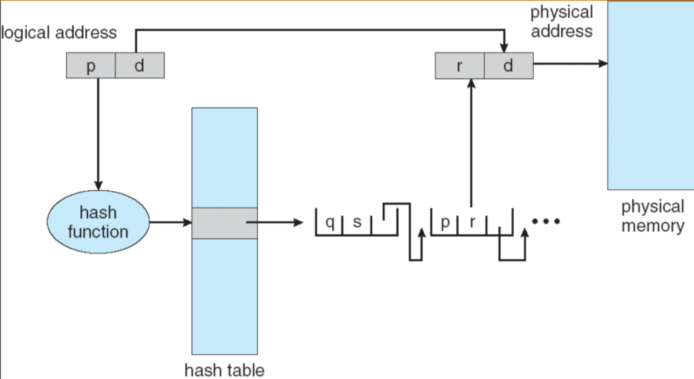 logical address
physical
address
p d
r d
hash
function
q s
p r
•••
physical
memory
hash table